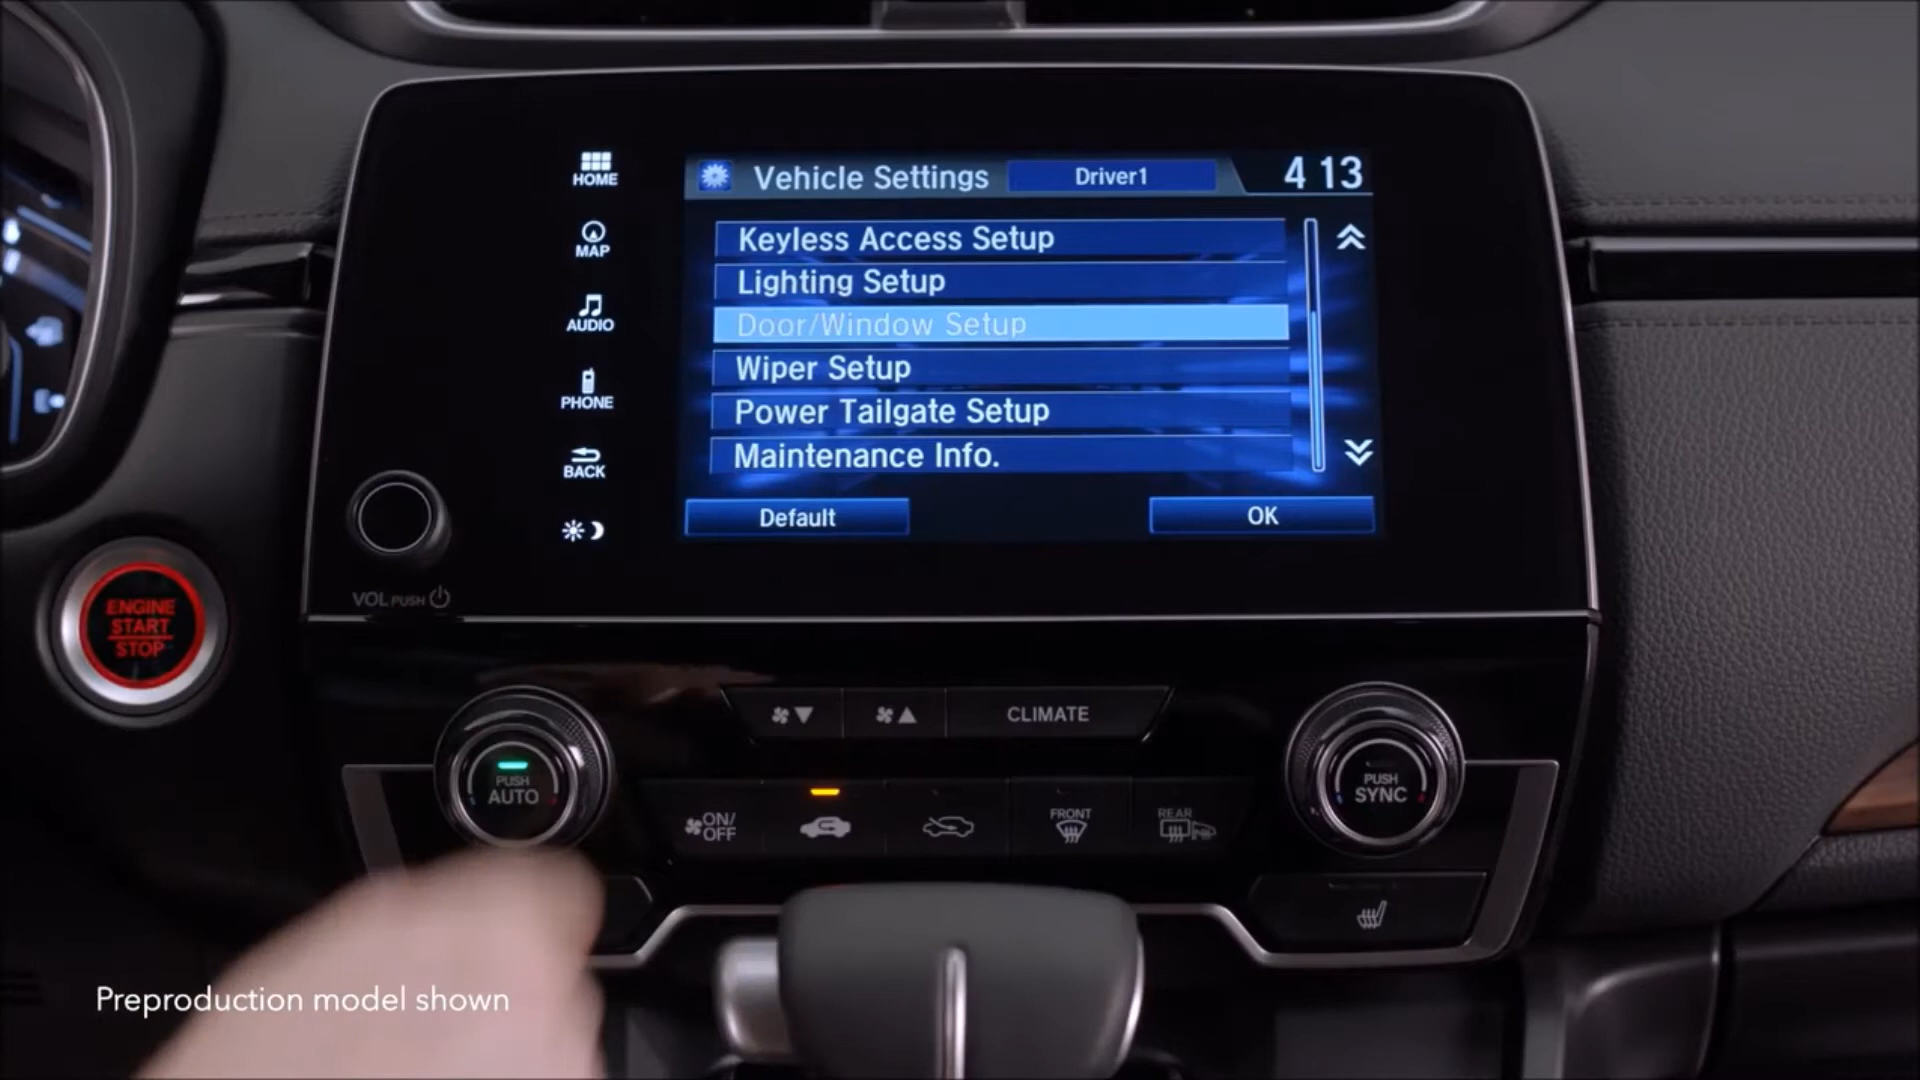 HOME
MAP
AUDIO
PHONE
BACK
Vehicle Settings
Driver1
4 13
Keyless Access Setup
Lighting Setup
Door/Window Setup
Wiper Setup
Power Tailgate Setup
Maintenance Info.
Default
OK
VOL PUSH
ENGINE
START
STOP
CLIMATE
PUSH
AUTO
ON/
OFF
FRONT
REAR
PUSH
SYNC
Preproduction model shown